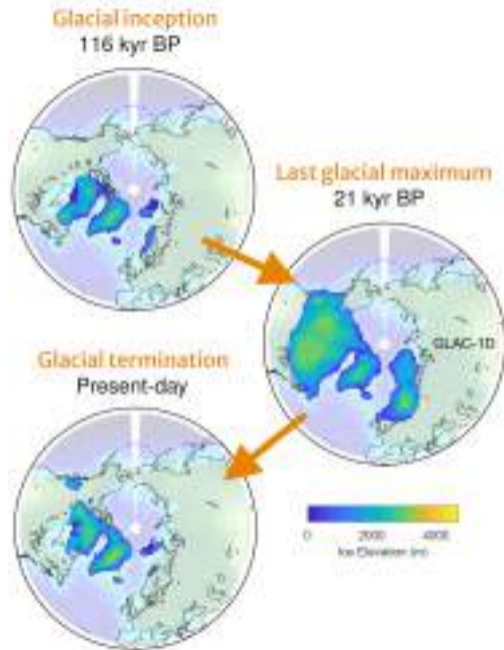 Glacial inception
116 kyr BP
Last glacial maximum
21 kyr BP
GLAC-1D
Glacial termination
Present-day
0 2000 4000
Ice Elevation (m)